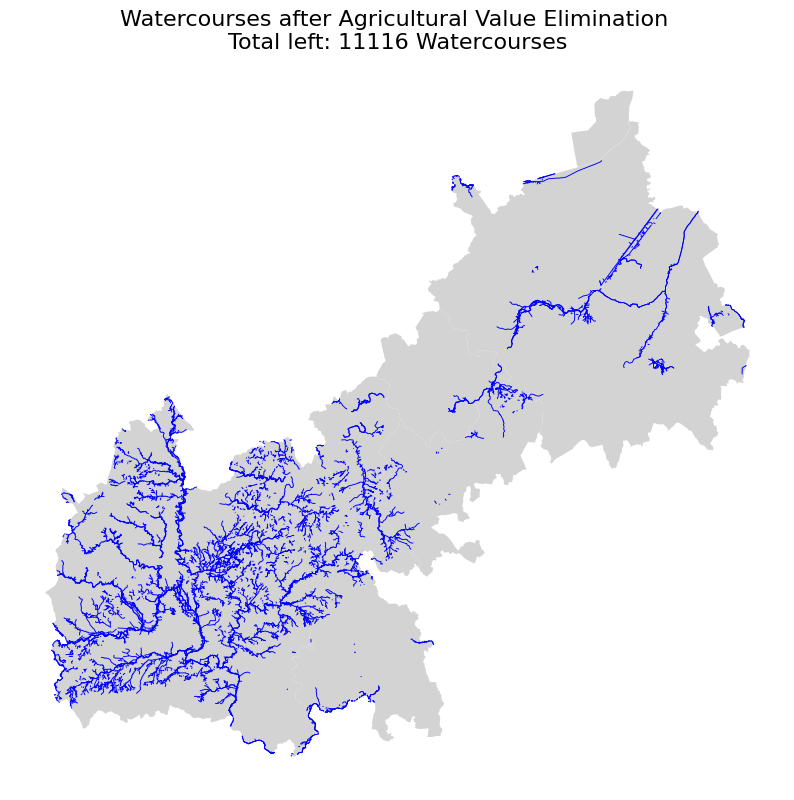 Watercourses after Agricultural Value Elimination
Total left: 11116 Watercourses